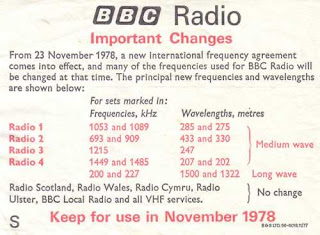 BBC Radio
Important Changes
From 23 November 1978, a new international frequency agreement
comes into effect, and many of the frequencies used for BBC Radio will
be changed at that time. The principal new frequencies and wavelengths
are shown below:
For sets marked in:
Frequencies, kHz Wavelengths, metres
Radio 1 1053 and 1089 285 and 275
Radio 2 693 and 909 433 and 330
Radio 3 1215 247
Medium wave
Radio 4 1449 and 1485 207 and 202
200 and 227 1500 and 1322 Long wave
Radio Scotland, Radio Wales, Radio Cymru, Radio
Ulster, BBC Local Radio and all VHF services.
No change
S Keep for use in November 1978